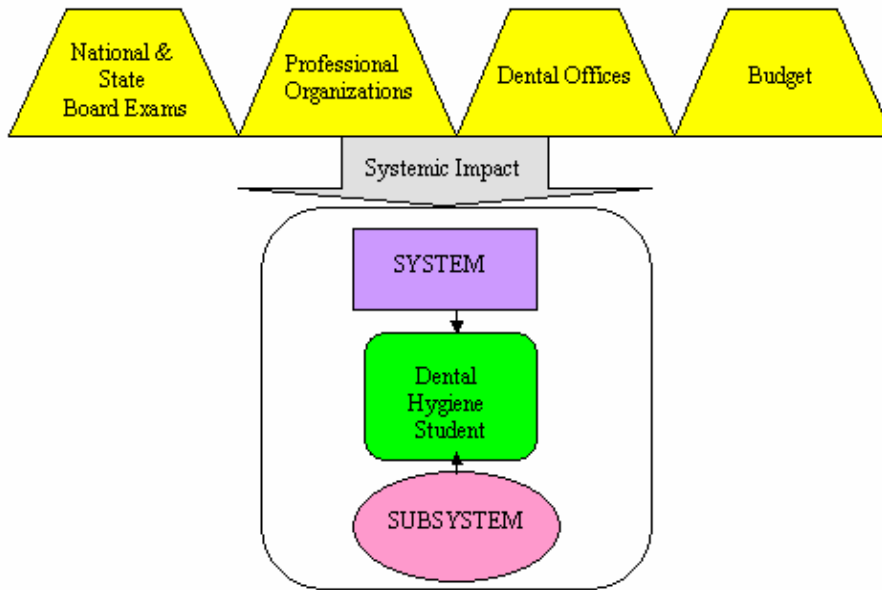 National &
State
Board Exams
Professional
Organizations
Dental Offices
Budget
Systemic Impact
SYSTEM
Dental
Hygiene
Student
SUBSYSTEM